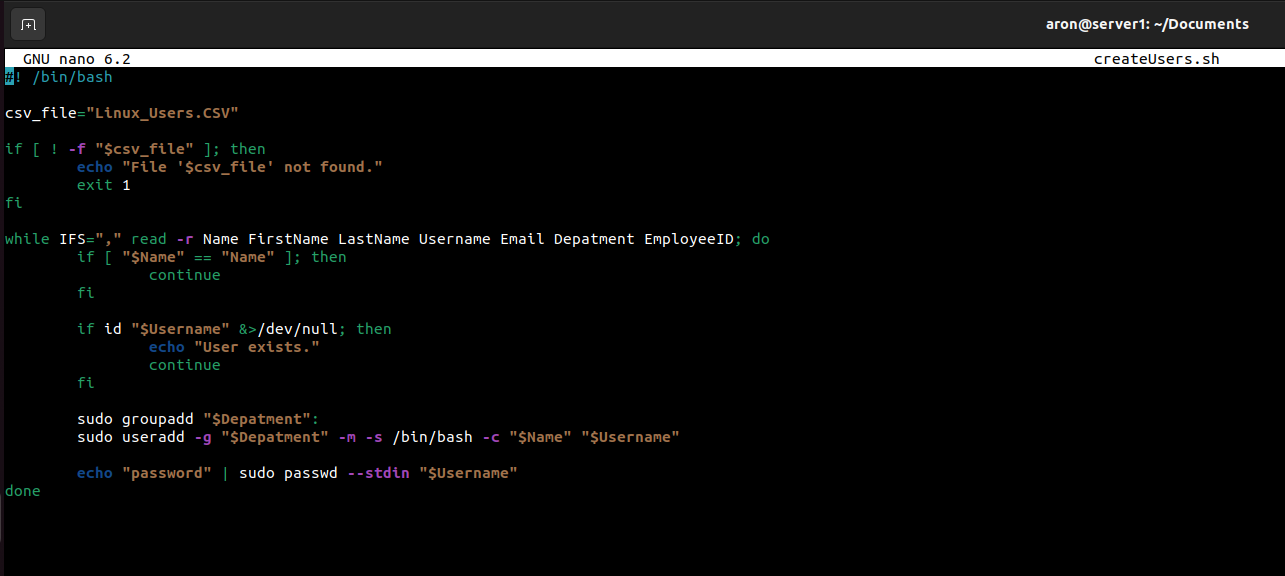 aron@server1: ~/Documents
GNU nano 6.2 createUsers.sh
#! /bin/bash
csv_file="Linux_Users.CSV"
if [ ! -f "$csv_file" ]; then
echo "File '$csv_file' not found."
exit 1
fi
while IFS="," read -r Name FirstName LastName Username Email Depatment EmployeeID; do
if [ "$Name" == "Name" ]; then
continue
fi
if id "$Username" &>/dev/null; then
echo "User exists."
continue
fi
sudo groupadd "$Depatment":
sudo useradd -g "$Depatment" -m -s /bin/bash -c "$Name" "$Username"
echo "password" | sudo passwd --stdin "$Username"
done